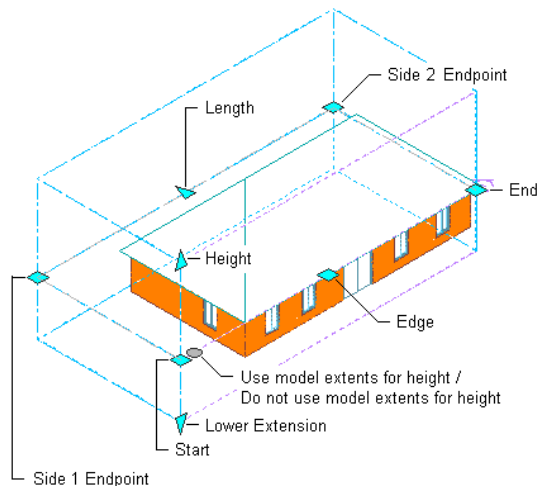 Side 2 Endpoint
Length
End
Height
Edge
Use model extents for height /
Do not use model extents for height
Lower Extension
Start
Side 1 Endpoint